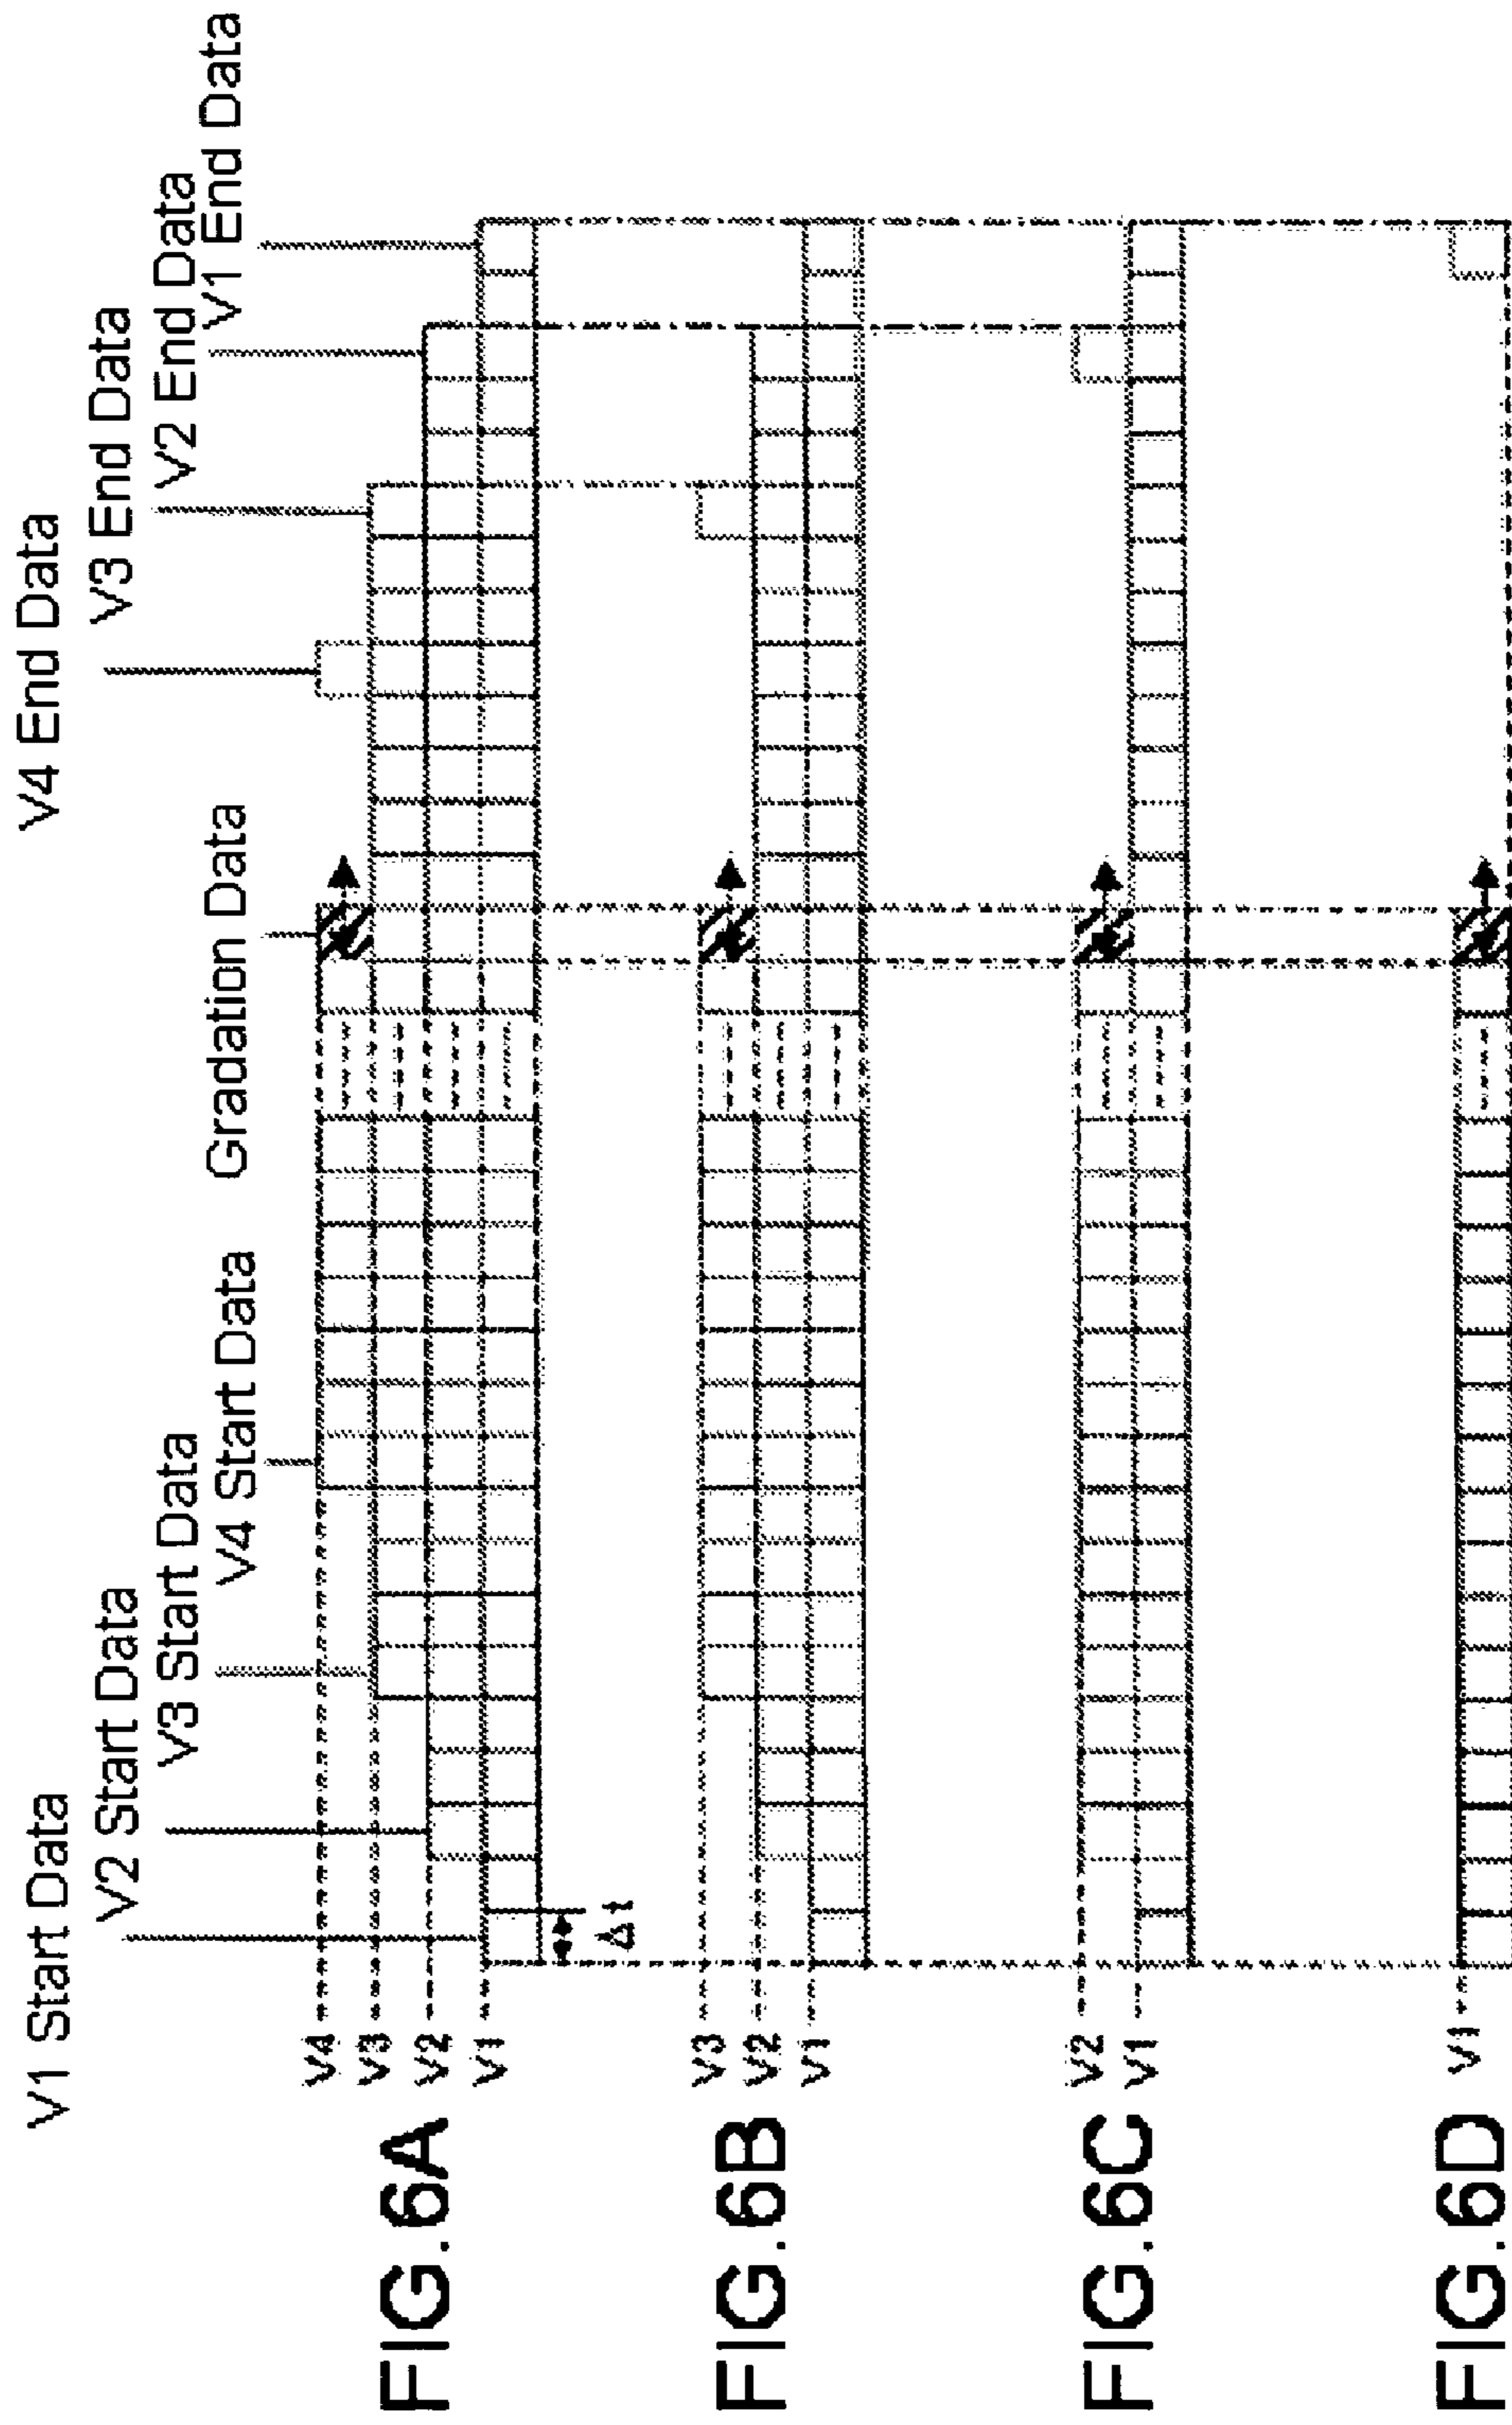 V1 Start Data
V2 Start Data
V3 Start Data
V4 Start Data
Gradation Data
V4 End Data
V3 End Data
V2 End Data
V1 End Data
FIG.6A
V4
V3
V2
V1
Δt
FIG.6B
V3
V2
V1
FIG.6C
V2
V1
FIG.6D
V1